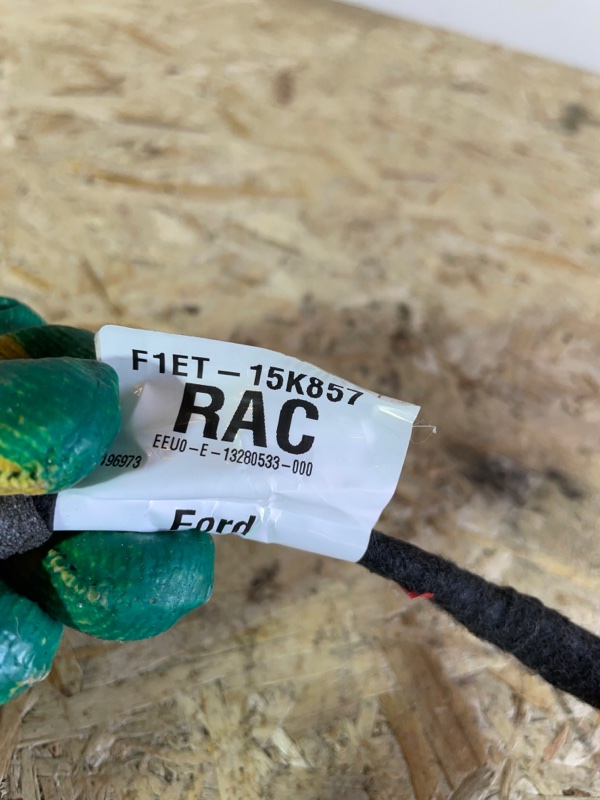 F1ET-15K857
RAC
EEU0-E-13280533-000
196973
Ford